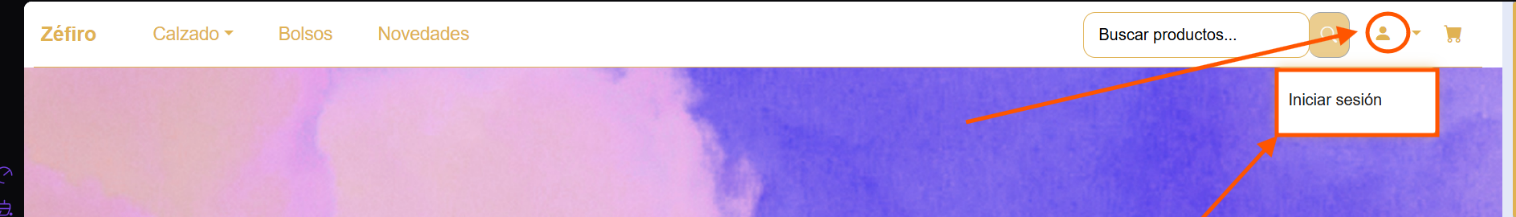 Zéfiro Calzado Bolsos Novedades Buscar productos...
Iniciar sesión